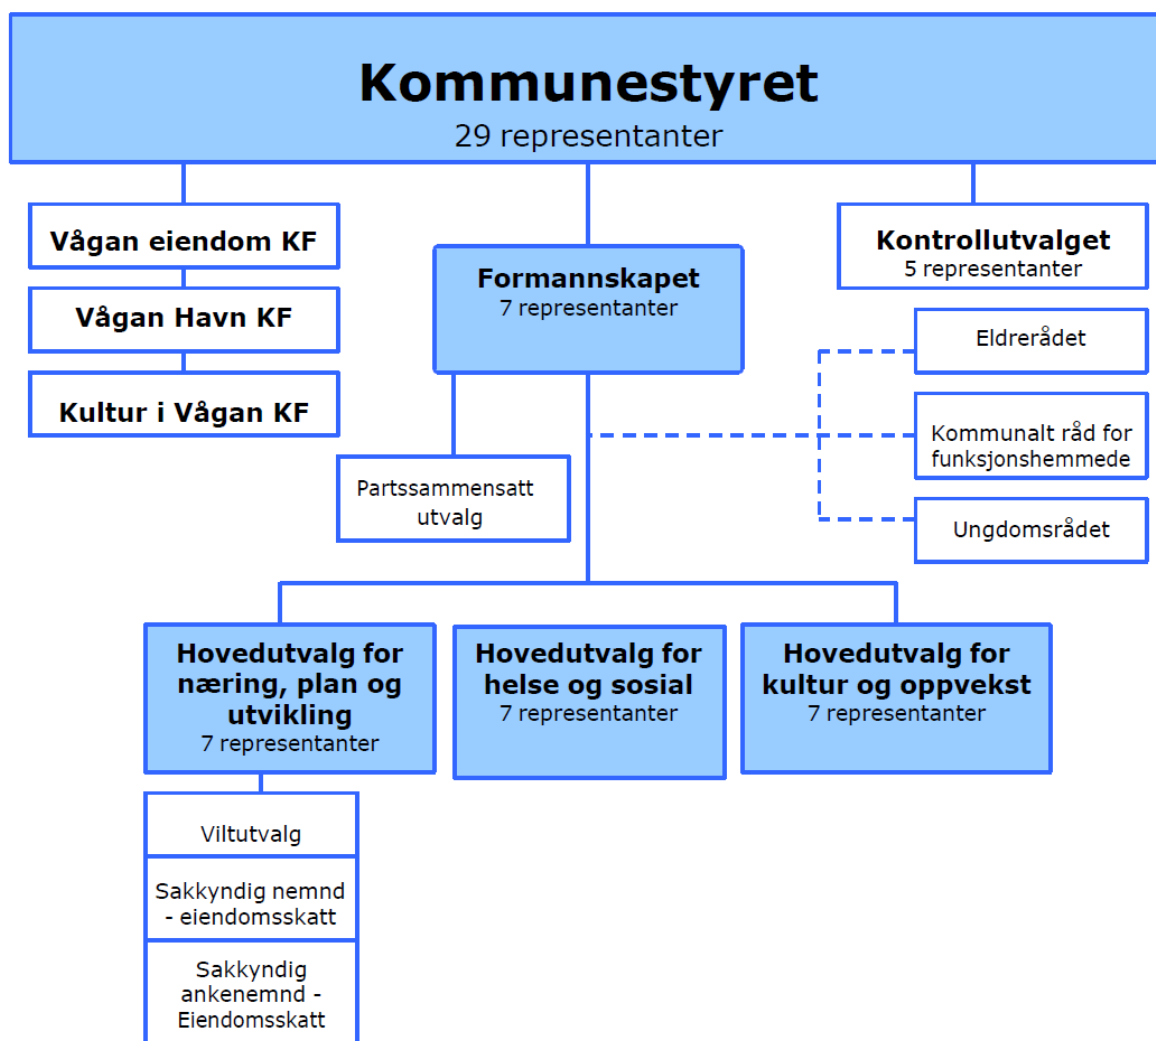 Kommunestyret
29 representanter
Vågan eiendom KF
Vågan Havn KF
Kultur i Vågan KF
Formannskapet
7 representanter
Kontrollutvalget
5 representanter
Eldrerådet
Kommunalt råd for
funksjonshemmede
Ungdomsrådet
Partssammensatt
utvalg
Hovedutvalg for
næring, plan og
utvikling
7 representanter
Hovedutvalg for
helse og sosial
7 representanter
Hovedutvalg for
kultur og oppvekst
7 representanter
Viltutvalg
Sakkyndig nemnd
- eiendomsskatt
Sakkyndig
ankenemnd -
Eiendomsskatt